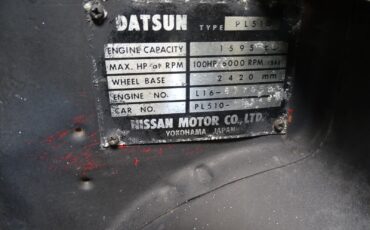 DATSUN TYPE PL510
ENGINE CAPACITY 1595 cc
MAX. HP at RPM 100HP 6000 RPM
WHEEL BASE 2420 mm
ENGINE NO. L16-
CAR NO. PL510-
NISSAN MOTOR CO., LTD.
YOKOHAMA JAPAN